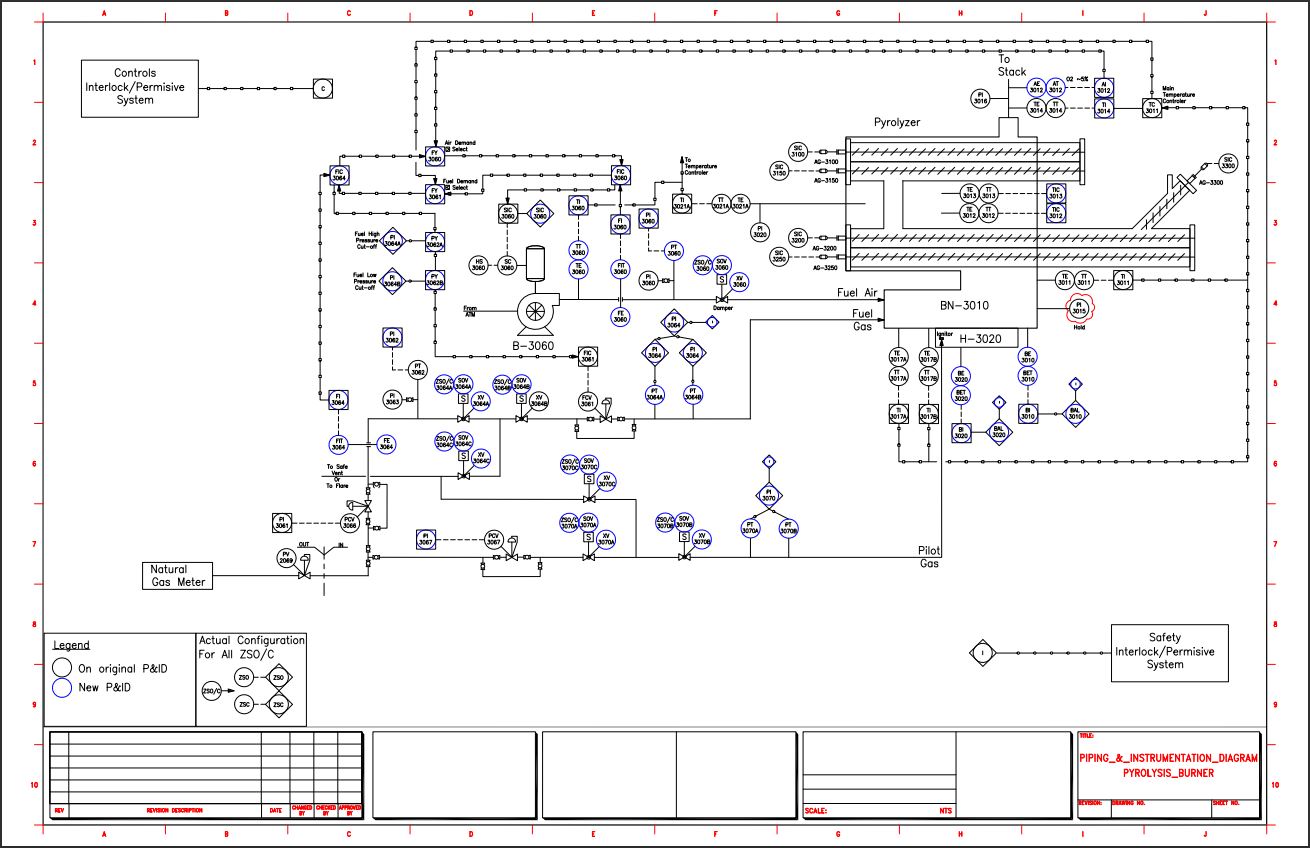 A B C D E F G H I J
1
1
2
2
3
3
4
4
5
5
6
6
7
7
8
8
9
9
10
10
A B C D E F G H I J
Controls
Interlock/Permisive
System
C
To
Stack
PI
3016
AE
3012
AT
3012
O2 ~5%
AI
3012
TE
3014
TT
3014
TI
3014
Main
Temperature
Controler
TC
3011
Pyrolyzer
SIC
3100
AG-3100
SIC
3150
AG-3150
SIC
3300
AG-3300
TE
3013
TT
3013
TIC
3013
TE
3012
TT
3012
TIC
3012
SIC
3200
AG-3200
SIC
3250
AG-3250
TE
3011
TT
3011
TI
3011
PI
3015
Hold
FIC
3064
FY
3060
Air Demand
Select
FY
3061
Fuel Demand
Select
FIC
3060
To
Temperature
Controler
TI
3021A
TT
3021A
TE
3021A
PI
3020
SIC
3060
SIC
3060
TI
3060
FI
3060
PI
3060
Fuel High
Pressure
Cut-off
PI
3064A
PY
3062A
Fuel Low
Pressure
Cut-off
PI
3064B
PY
3062B
HS
3060
SC
3060
TT
3060
TE
3060
FIT
3060
PT
3060
PI
3060
ZSO/C
3060
SOV
3060
S
XV
3060
Damper
From
ATM
B-3060
FE
3060
Fuel Air
Fuel
Gas
BN-3010
Ignitor
H-3020
PI
3064
I
PI
3064
PI
3064
PT
3064A
PT
3064B
PI
3062
PT
3062
PI
3063
FIC
3061
FCV
3061
ZSO/C
3064A
SOV
3064A
S
XV
3064A
ZSO/C
3064B
SOV
3064B
S
XV
3064B
FI
3064
FIT
3064
FE
3064
ZSO/C
3064C
SOV
3064C
S
XV
3064C
TE
3017A
TT
3017A
TI
3017A
TE
3017B
TT
3017B
TI
3017B
BE
3020
BET
3020
BI
3020
I
BAL
3020
BE
3010
BET
3010
BI
3010
I
BAL
3010
To Safe
Vent
Or
To Flare
ZSO/C
3070C
SOV
3070C
S
XV
3070C
I
PI
3070
PI
3061
PCV
3066
PI
3067
PCV
3067
ZSO/C
3070A
SOV
3070A
S
XV
3070A
ZSO/C
3070B
SOV
3070B
S
XV
3070B
PT
3070A
PT
3070B
OUT
IN
PV
2069
Natural
Gas Meter
Pilot
Gas
Legend
On original P&ID
New P&ID
Actual Configuration
For All ZSO/C
ZSO/C
ZSO
ZSO
ZSC
ZSC
I
Safety
Interlock/Permisive
System
REV
REVISION DESCRIPTION
DATE
CHANGED
BY
CHECKED
BY
APPROVED
BY
SCALE:
NTS
TITLE:
PIPING_&_INSTRUMENTATION_DIAGRAM
PYROLYSIS_BURNER
REVISION:
DRAWING NO.
SHEET NO.